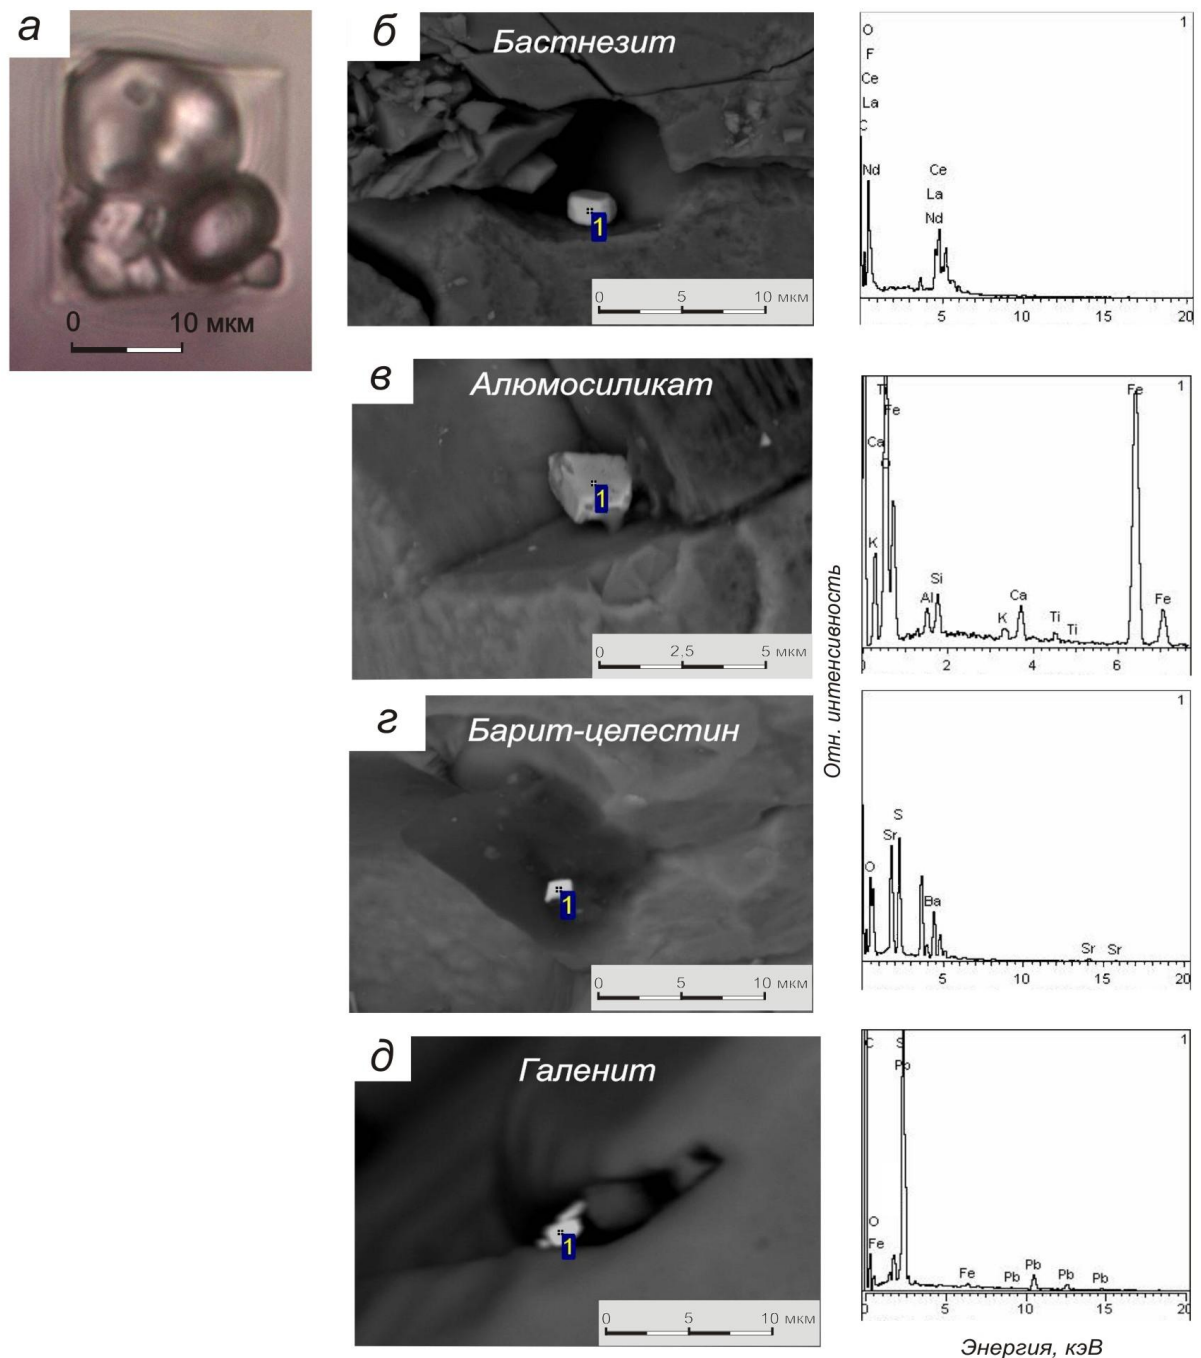 а
0 10 мкм
б
Бастнезит
1
0 5 10 мкм
1
O
F
Ce
La
C
Nd
Ce
La
Nd
5 10 15 20
в
Алюмосиликат
1
0 2.5 5 мкм
1
Fe
Ca
O
K
Al
Si
K
Ca
Ti
Ti
Fe
Fe
0 2 4 6
г
Барит-целестин
1
0 5 10 мкм
1
O
Sr
S
Ba
Sr
Sr
5 10 15 20
Отн. интенсивность
д
Галенит
1
0 5 10 мкм
1
C
S
Pb
O
Fe
Fe
Pb
Pb
Pb
Pb
0 5 10 15 20
Энергия, кэВ